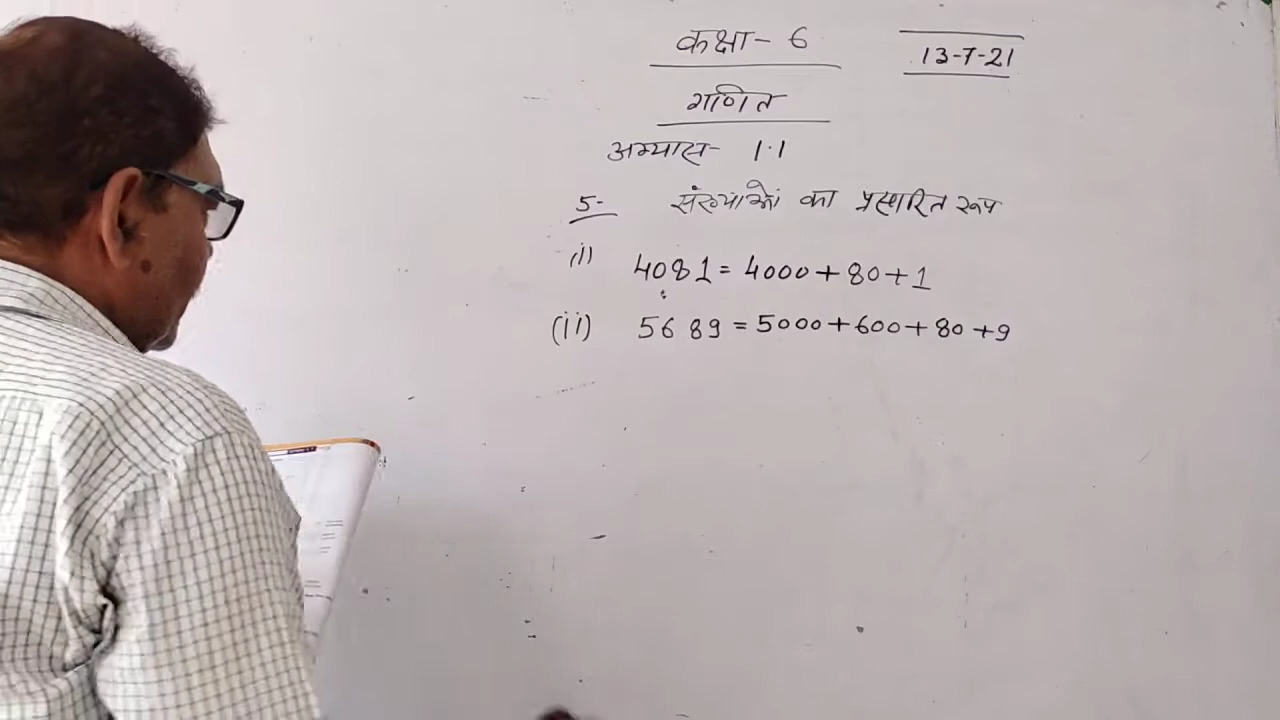 कक्षा- 6
13-7-21
गणित
अभ्यास- 1.1
5- संख्याओं का प्रसारित रूप
(i) 4081 = 4000 + 80 + 1
(ii) 5689 = 5000 + 600 + 80 + 9